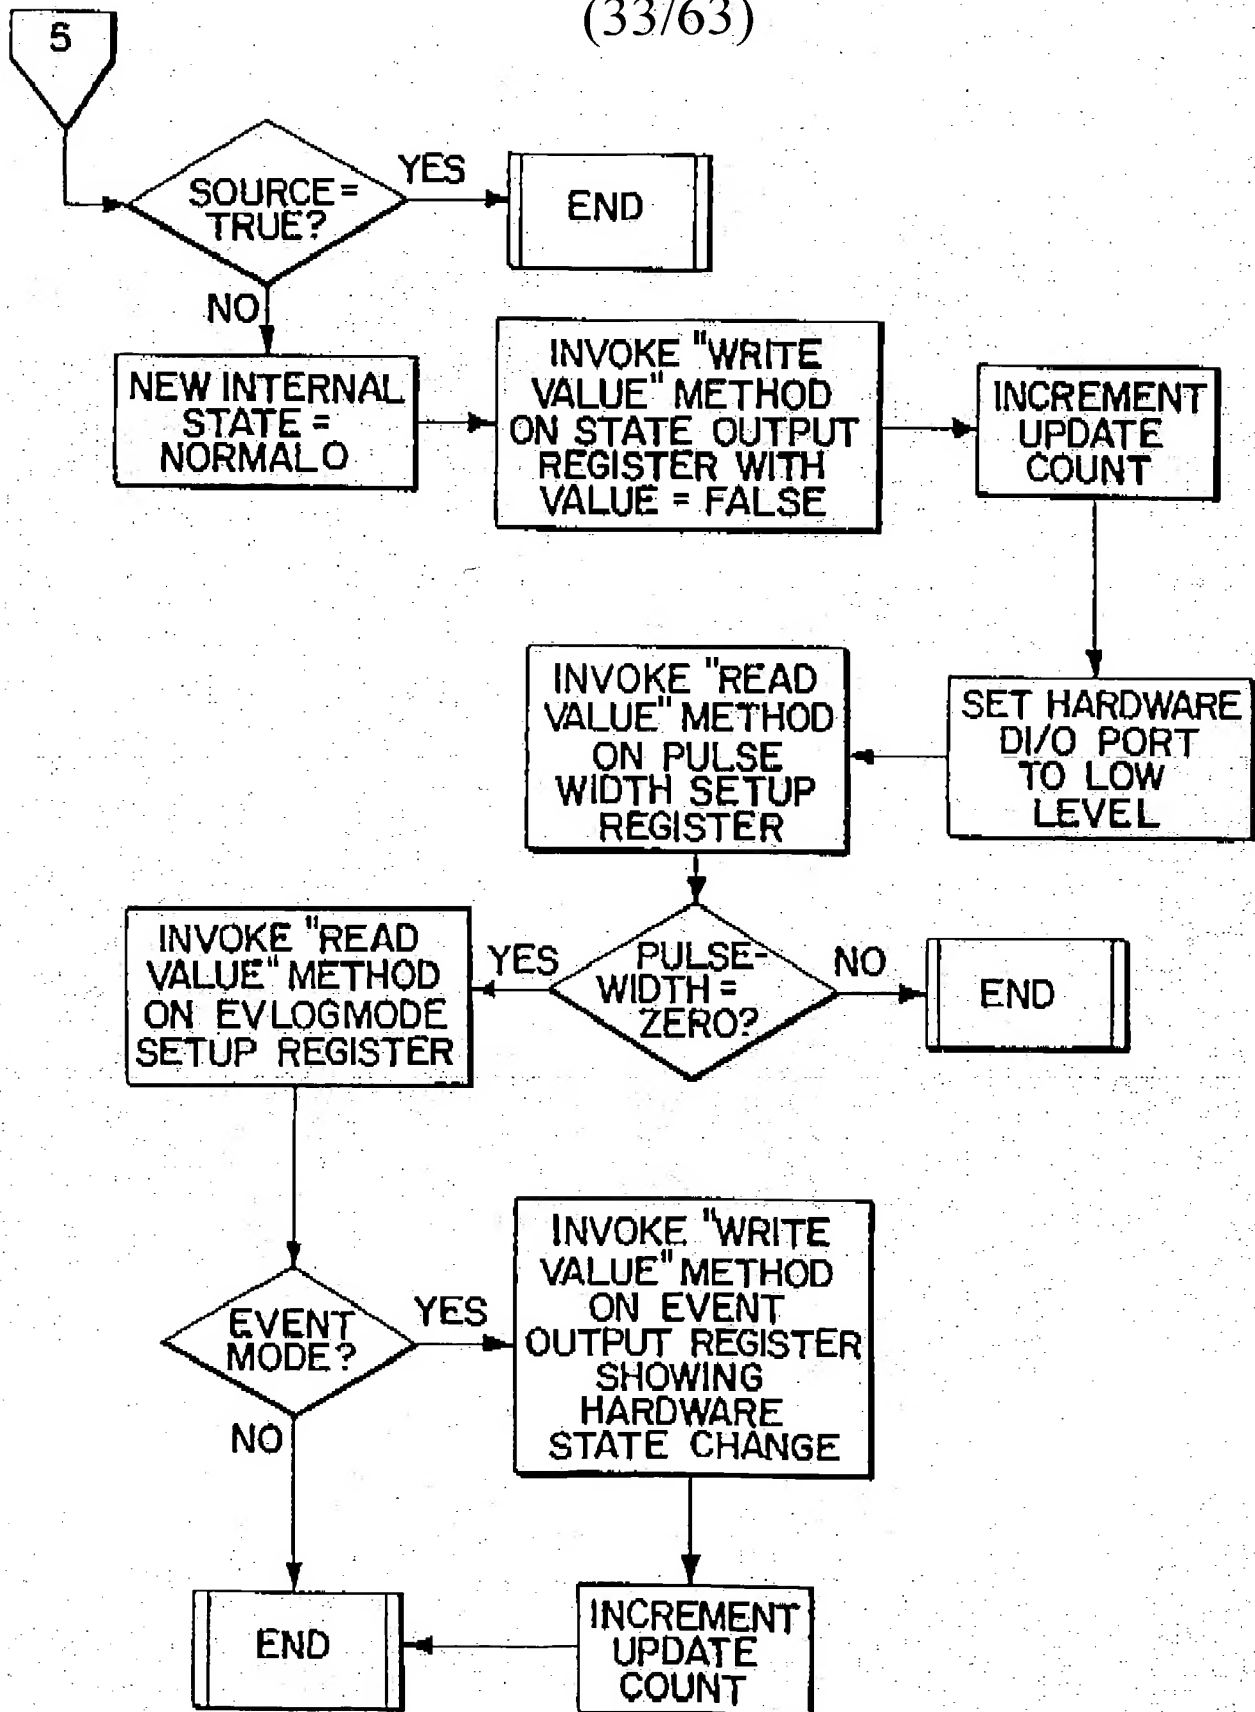 (33/63)
5
SOURCE=
TRUE?
YES
END
NO
NEW INTERNAL
STATE =
NORMAL0
INVOKE "WRITE
VALUE" METHOD
ON STATE OUTPUT
REGISTER WITH
VALUE = FALSE
INCREMENT
UPDATE
COUNT
SET HARDWARE
DI/O PORT
TO LOW
LEVEL
INVOKE "READ
VALUE" METHOD
ON PULSE
WIDTH SETUP
REGISTER
PULSE-
WIDTH =
ZERO?
NO
END
YES
INVOKE "READ
VALUE" METHOD
ON EVLOGMODE
SETUP REGISTER
EVENT
MODE?
YES
INVOKE "WRITE
VALUE" METHOD
ON EVENT
OUTPUT REGISTER
SHOWING
HARDWARE
STATE CHANGE
NO
END
INCREMENT
UPDATE
COUNT